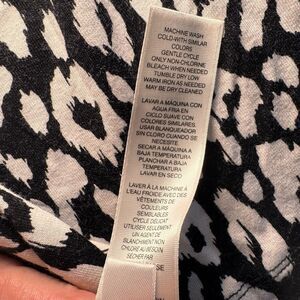 MACHINE WASH
COLD-WITH SIMILAR
COLORS
GENTLE CYCLE
ONLY NON-CHLORINE
BLEACH WHEN NEEDED
TUMBLE DRY LOW
WARM IRON AS NEEDED
MAY BE DRY CLEANED
LAVAR A MÁQUINA CON
AGUA FRIA EN
CICLO SUAVE CON
COLORES SIMILARES.
USAR BLANQUEADOR
SIN CLORO CUANDO SE
NECESITE
SECAR A MÁQUINA A
BAJA TEMPERATURA
PLANCHAR A BAJA
TEMPERATURA
LAVAR EN SECO
LAVER À LA MACHINE À
L'EAU FROIDE AVEC DES
VÊTEMENTS DE
COULEURS
SEMBLABLES
CYCLE DÉLICAT
UTILISER SEULEMENT
UN AGENT DE
BLANCHIMENT NON
CHLORÉ AU BESOIN
SÉCHER PAR